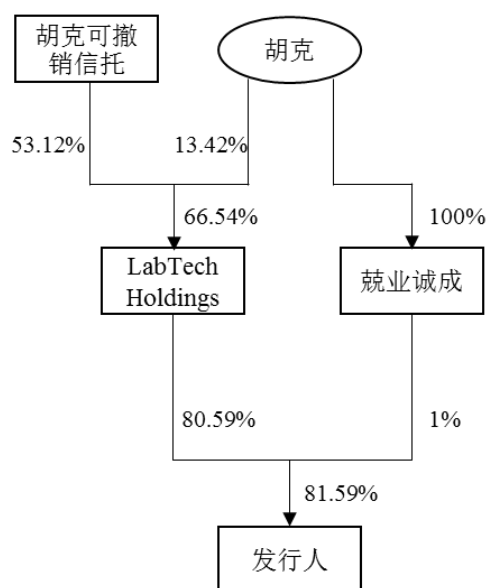 胡克可撤
销信托
胡克
53.12%
13.42%
66.54%
100%
LabTech
Holdings
兢业诚成
80.59%
1%
81.59%
发行人